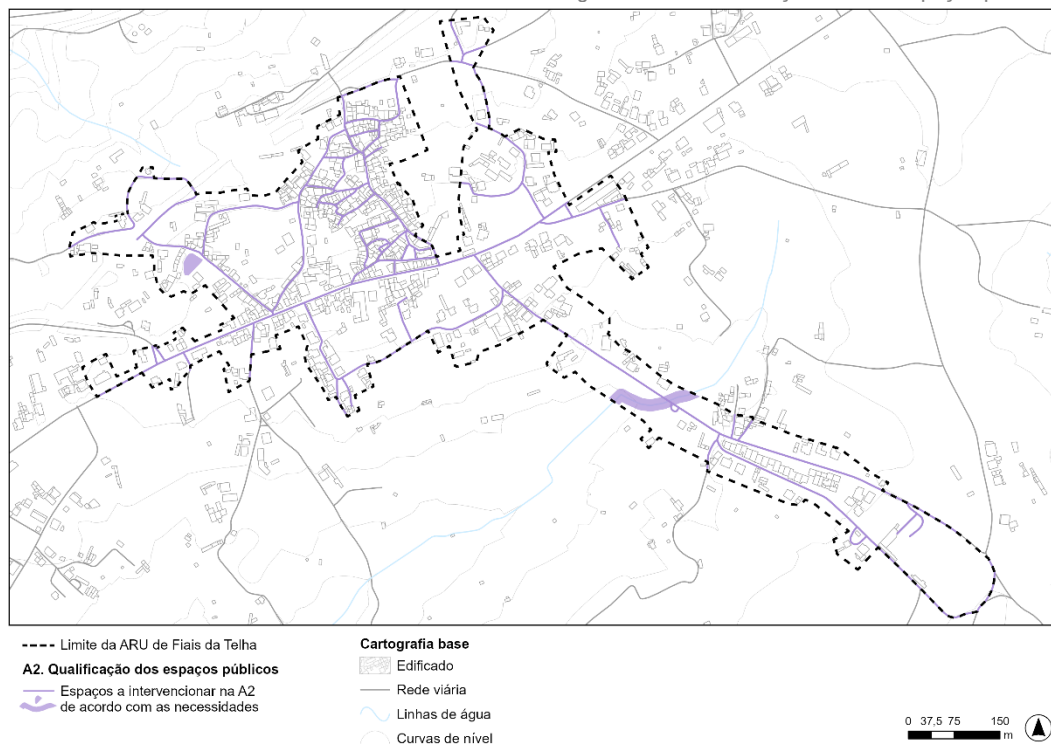 Limite da ARU de Fiais da Telha
A2. Qualificação dos espaços públicos
Espaços a intervencionar na A2
de acordo com as necessidades
Cartografia base
Edificado
Rede viária
Linhas de água
Curvas de nível
0 37,5 75 150
m